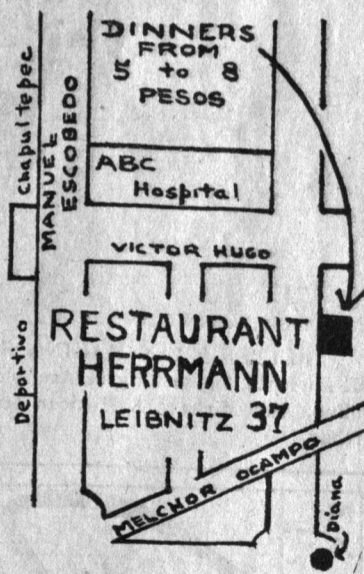 DINNERS
FROM
5 to 8
PESOS
Chapultepec
MANUEL
ESCOBEDO
ABC
Hospital
VICTOR HUGO
RESTAURANT
HERRMANN
LEIBNITZ 37
Deportivo
MELCHOR OCAMPO
Diana